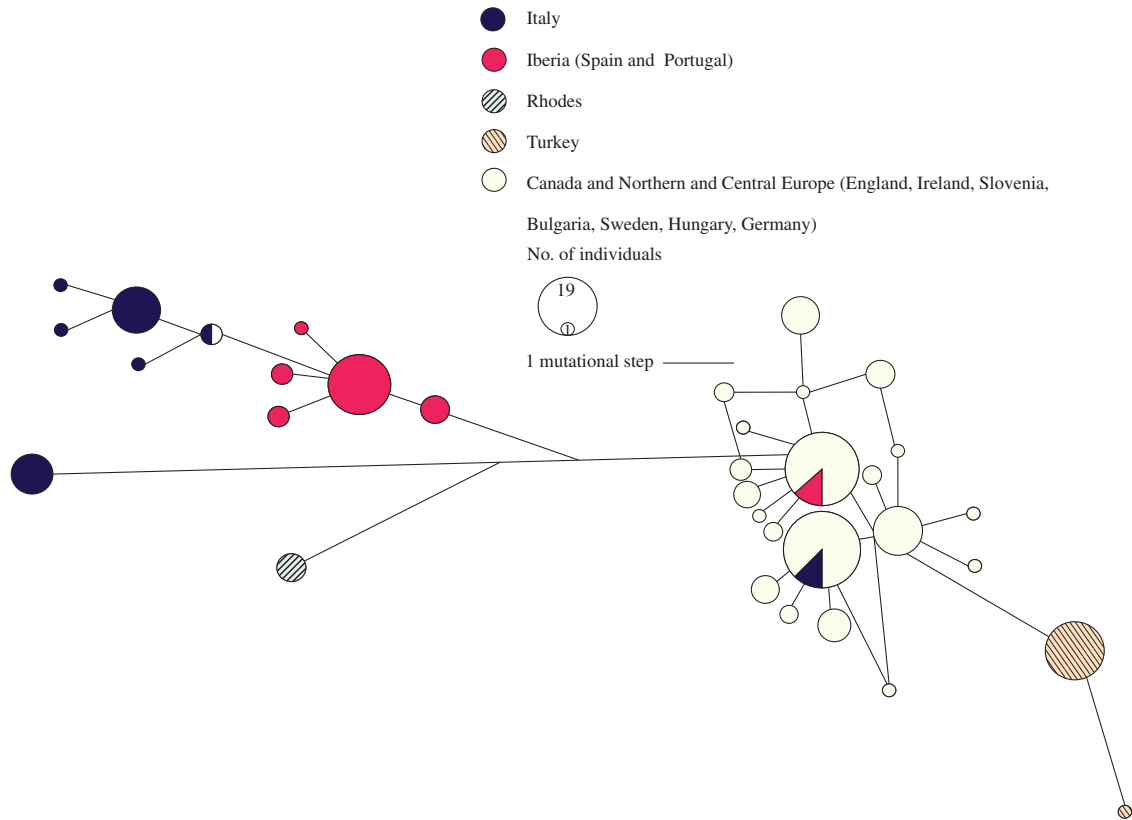 Italy
Iberia (Spain and Portugal)
Rhodes
Turkey
Canada and Northern and Central Europe (England, Ireland, Slovenia,
Bulgaria, Sweden, Hungary, Germany)
No. of individuals
19
1
1 mutational step